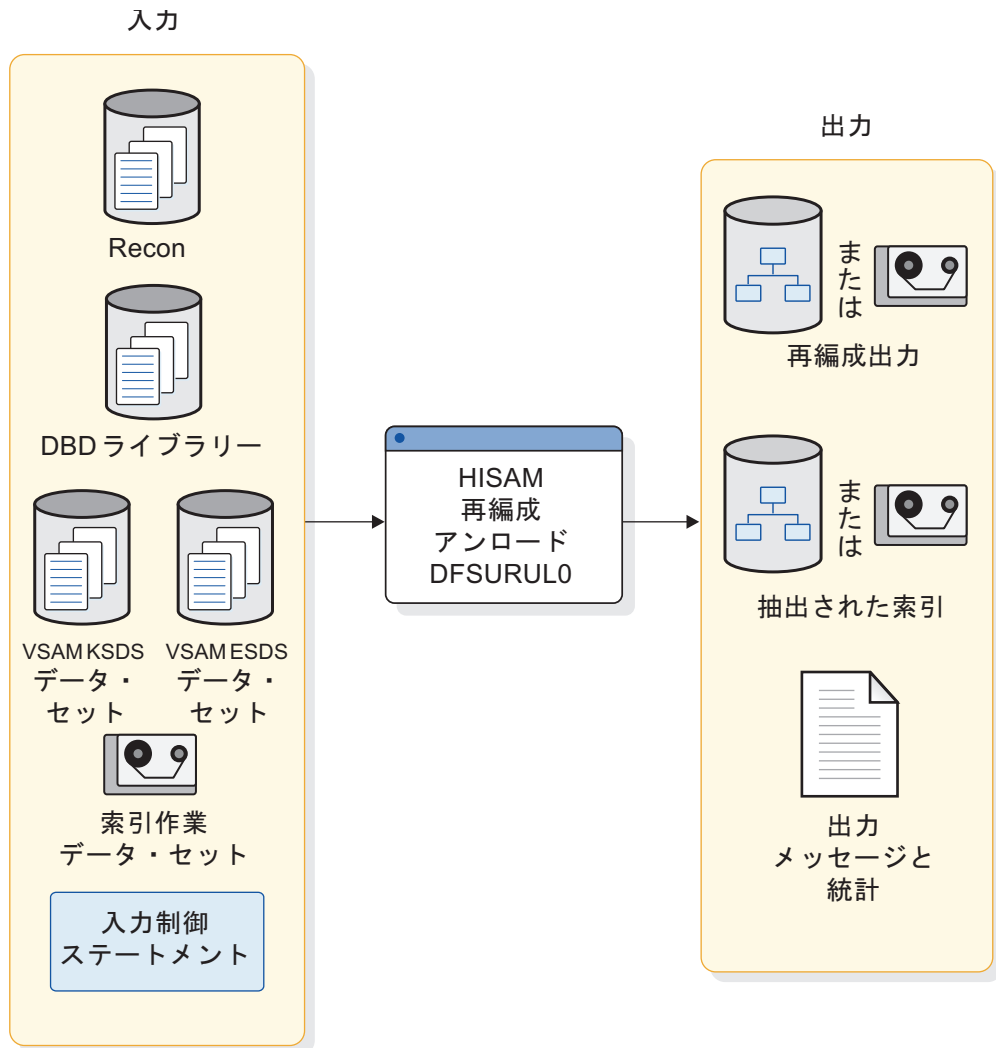 入力
Recon
DBD ライブラリー
VSAM KSDS
データ・
セット
VSAM ESDS
データ・
セット
索引作業
データ・セット
入力制御
ステートメント
HISAM
再編成
アンロード
DFSURUL0
出力
または
再編成出力
または
抽出された索引
出力
メッセージと
統計